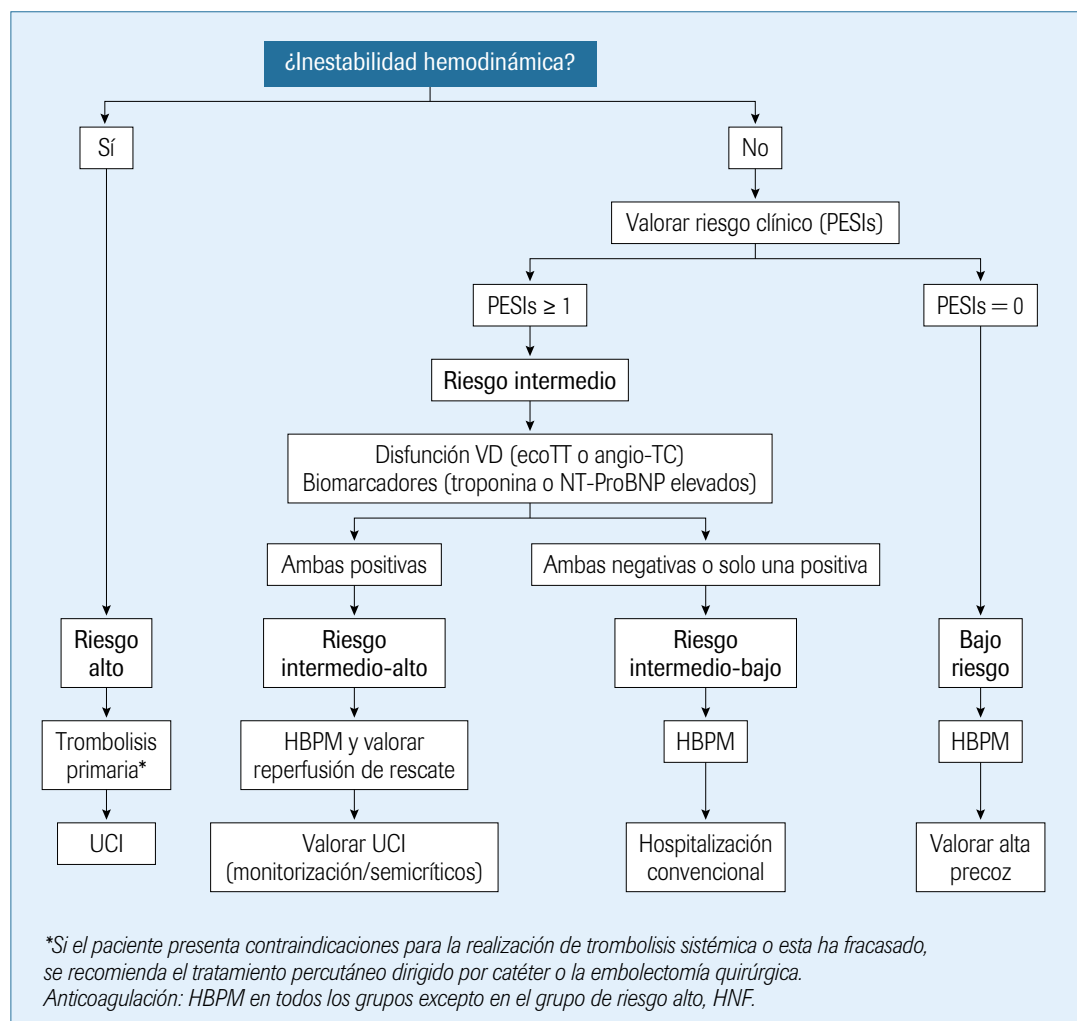 ¿Inestabilidad hemodinámica?
Sí
No
Valorar riesgo clínico (PESIs)
PESIs ≥ 1
PESIs = 0
Riesgo intermedio
Disfunción VD (ecoTT o angio-TC)
Biomarcadores (troponina o NT-ProBNP elevados)
Ambas positivas
Ambas negativas o solo una positiva
Riesgo
alto
Riesgo
intermedio-alto
Riesgo
intermedio-bajo
Bajo
riesgo
Trombolisis
primaria*
HBPM y valorar
reperfusión de rescate
HBPM
HBPM
UCI
Valorar UCI
(monitorización/semicríticos)
Hospitalización
convencional
Valorar alta
precoz
*Si el paciente presenta contraindicaciones para la realización de trombolisis sistémica o esta ha fracasado,
se recomienda el tratamiento percutáneo dirigido por catéter o la embolectomía quirúrgica.
Anticoagulación: HBPM en todos los grupos excepto en el grupo de riesgo alto, HNF.